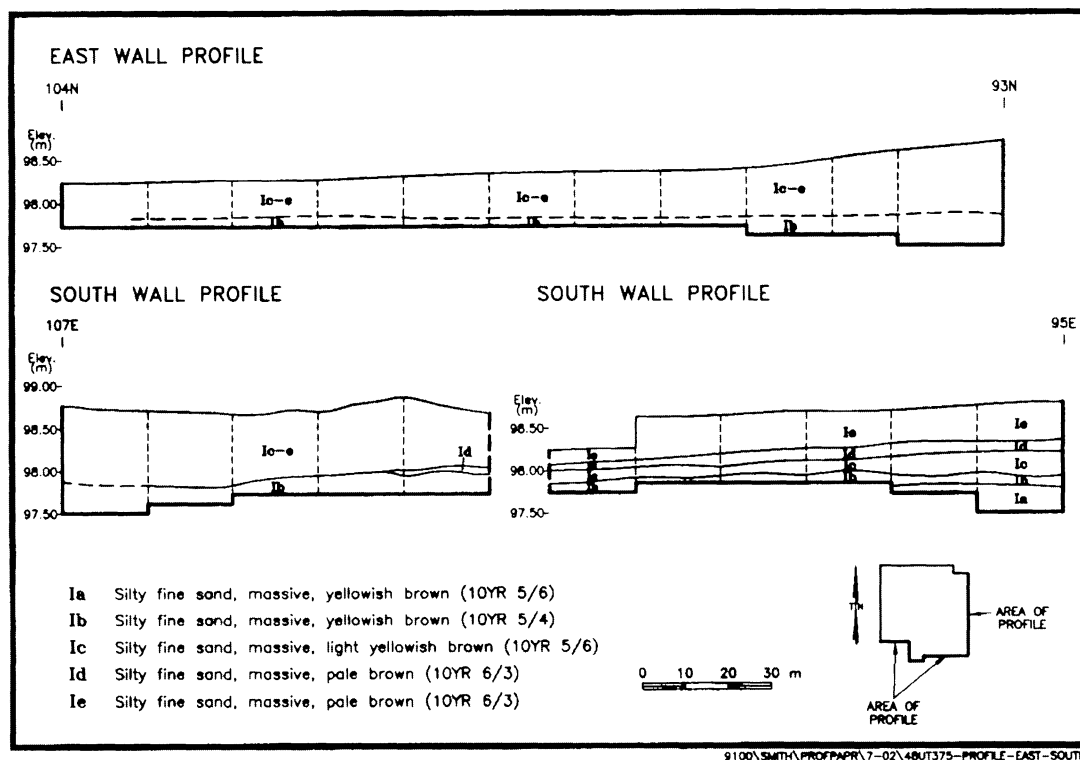 EAST WALL PROFILE
104N
93N
Elev.
(m)
98.50
98.00
97.50
Ic-e
Ic-e
Ic-e
Ib
Ib
Ib
SOUTH WALL PROFILE
107E
Elev.
(m)
99.00
98.50
98.00
97.50
Ic-e
Id
Ib
SOUTH WALL PROFILE
95E
Elev.
(m)
98.50
98.00
97.50
Ie
Id
Ic
Ib
Ie
Id
Ic
Ib
Ie
Id
Ic
Ib
Ia
Ia Silty fine sand, massive, yellowish brown (10YR 5/6)
Ib Silty fine sand, massive, yellowish brown (10YR 5/4)
Ic Silty fine sand, massive, light yellowish brown (10YR 5/6)
Id Silty fine sand, massive, pale brown (10YR 6/3)
Ie Silty fine sand, massive, pale brown (10YR 6/3)
0 10 20 30 m
AREA OF
PROFILE
AREA OF
PROFILE
9100\SMITH\PROFPAPR\7-02\48UT375-PROFILE-EAST-SOUTH